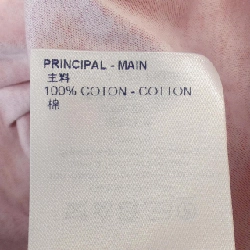 PRINCIPAL - MAIN
主料
100% COTON - COTTON
棉